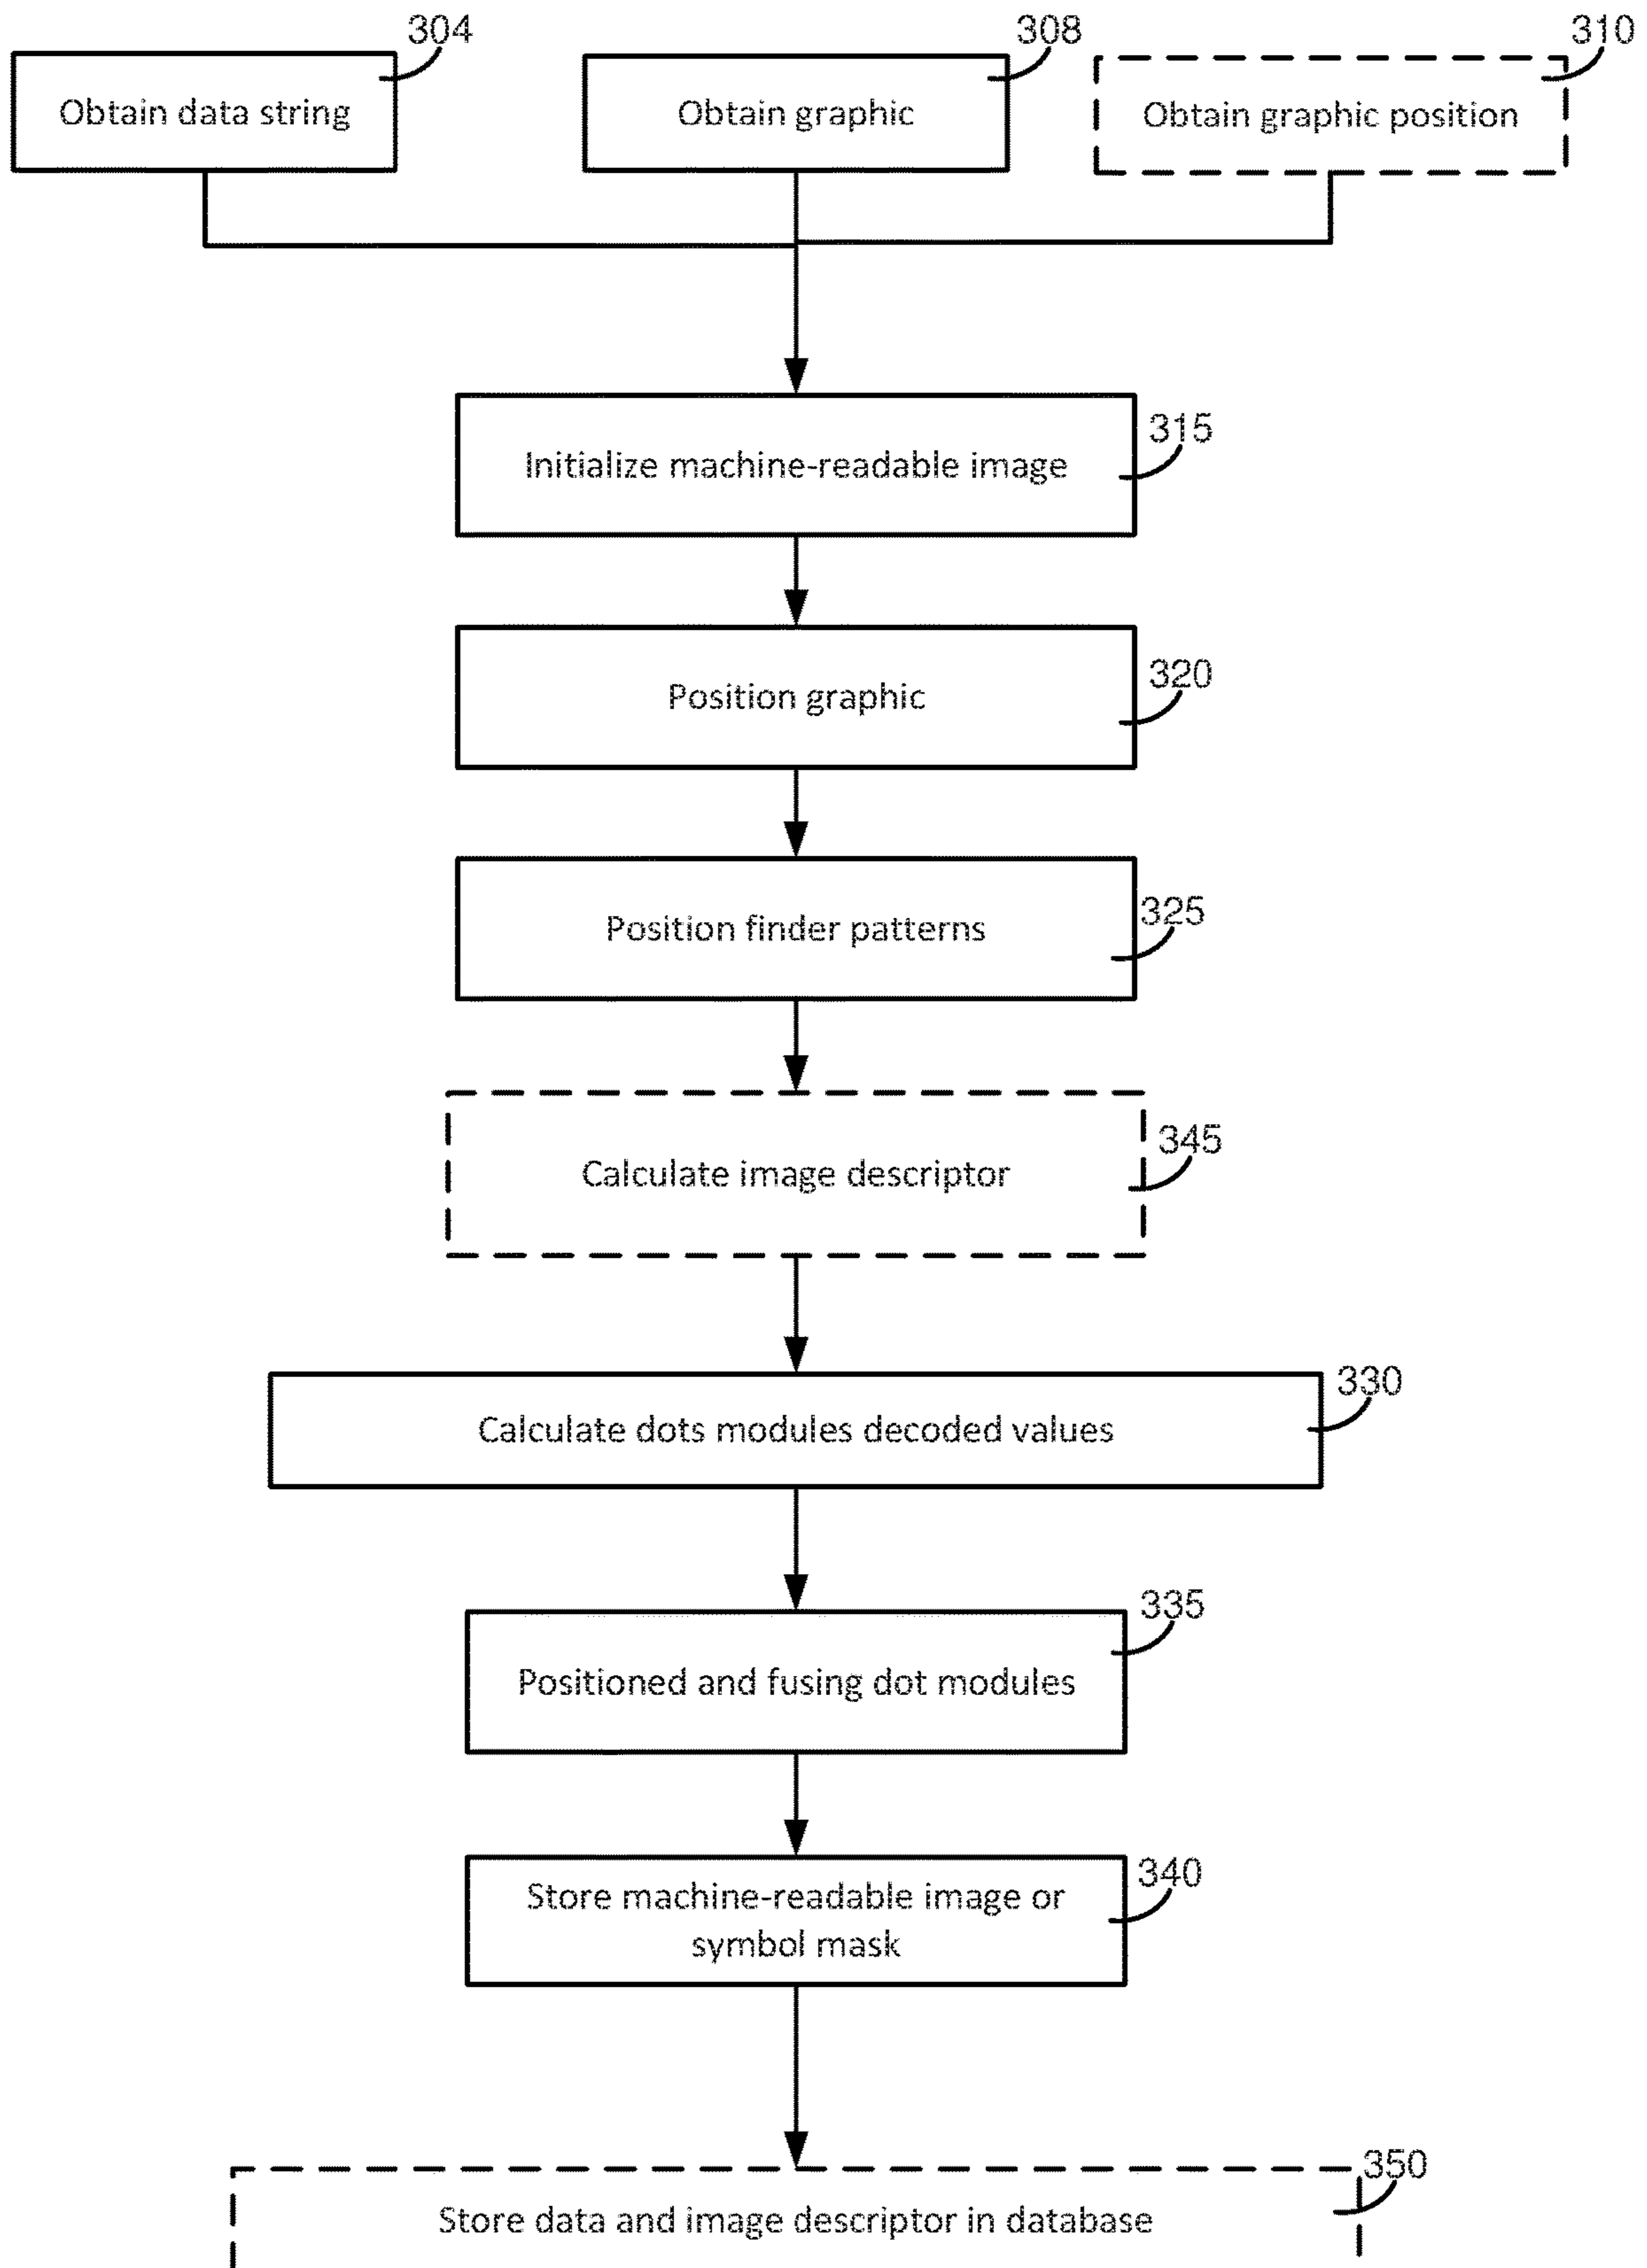 304
308
310
Obtain data string
Obtain graphic
Obtain graphic position
315
Initialize machine-readable image
320
Position graphic
325
Position finder patterns
345
Calculate image descriptor
330
Calculate dots modules decoded values
335
Positioned and fusing dot modules
340
Store machine-readable image or
symbol mask
350
Store data and image descriptor in database